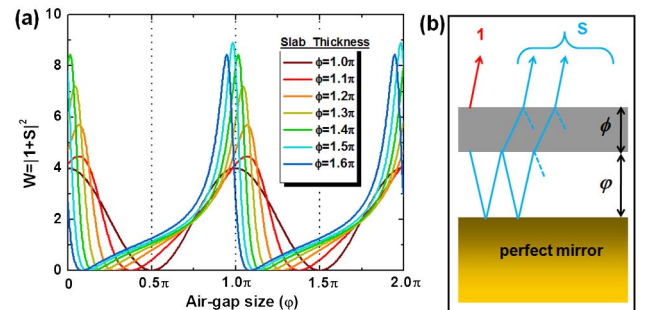 (a)
W=|1+S|²
10
8
6
4
2
0
Slab Thickness
ϕ=1.0π
ϕ=1.1π
ϕ=1.2π
ϕ=1.3π
ϕ=1.4π
ϕ=1.5π
ϕ=1.6π
0 0.5π 1.0π 1.5π 2.0π
Air-gap size (φ)
(b)
1
S
ϕ
φ
perfect mirror